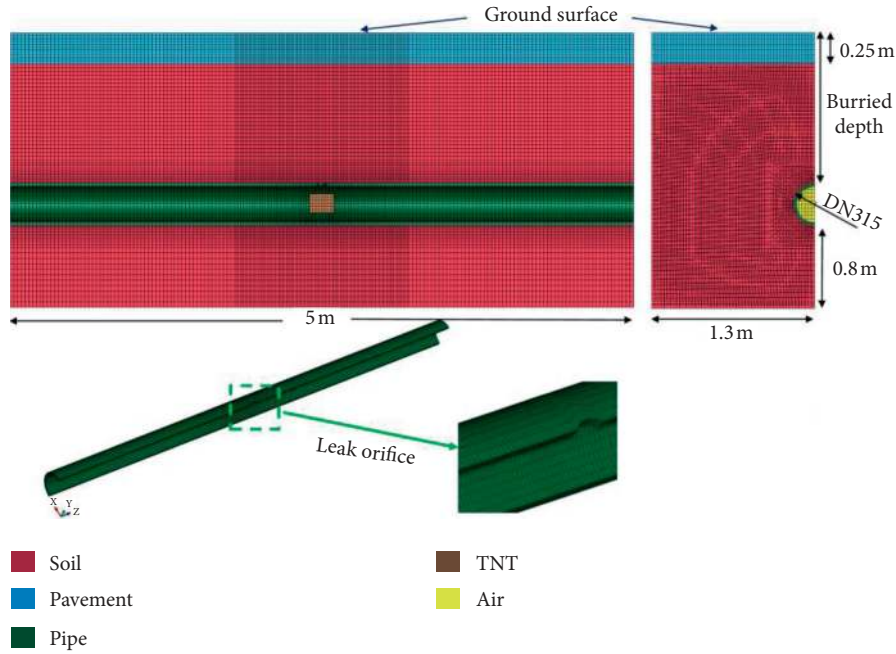 Ground surface
0.25 m
Burried
depth
DN315
0.8 m
5 m
1.3 m
Leak orifice
X
Y
Z
Soil
TNT
Pavement
Air
Pipe